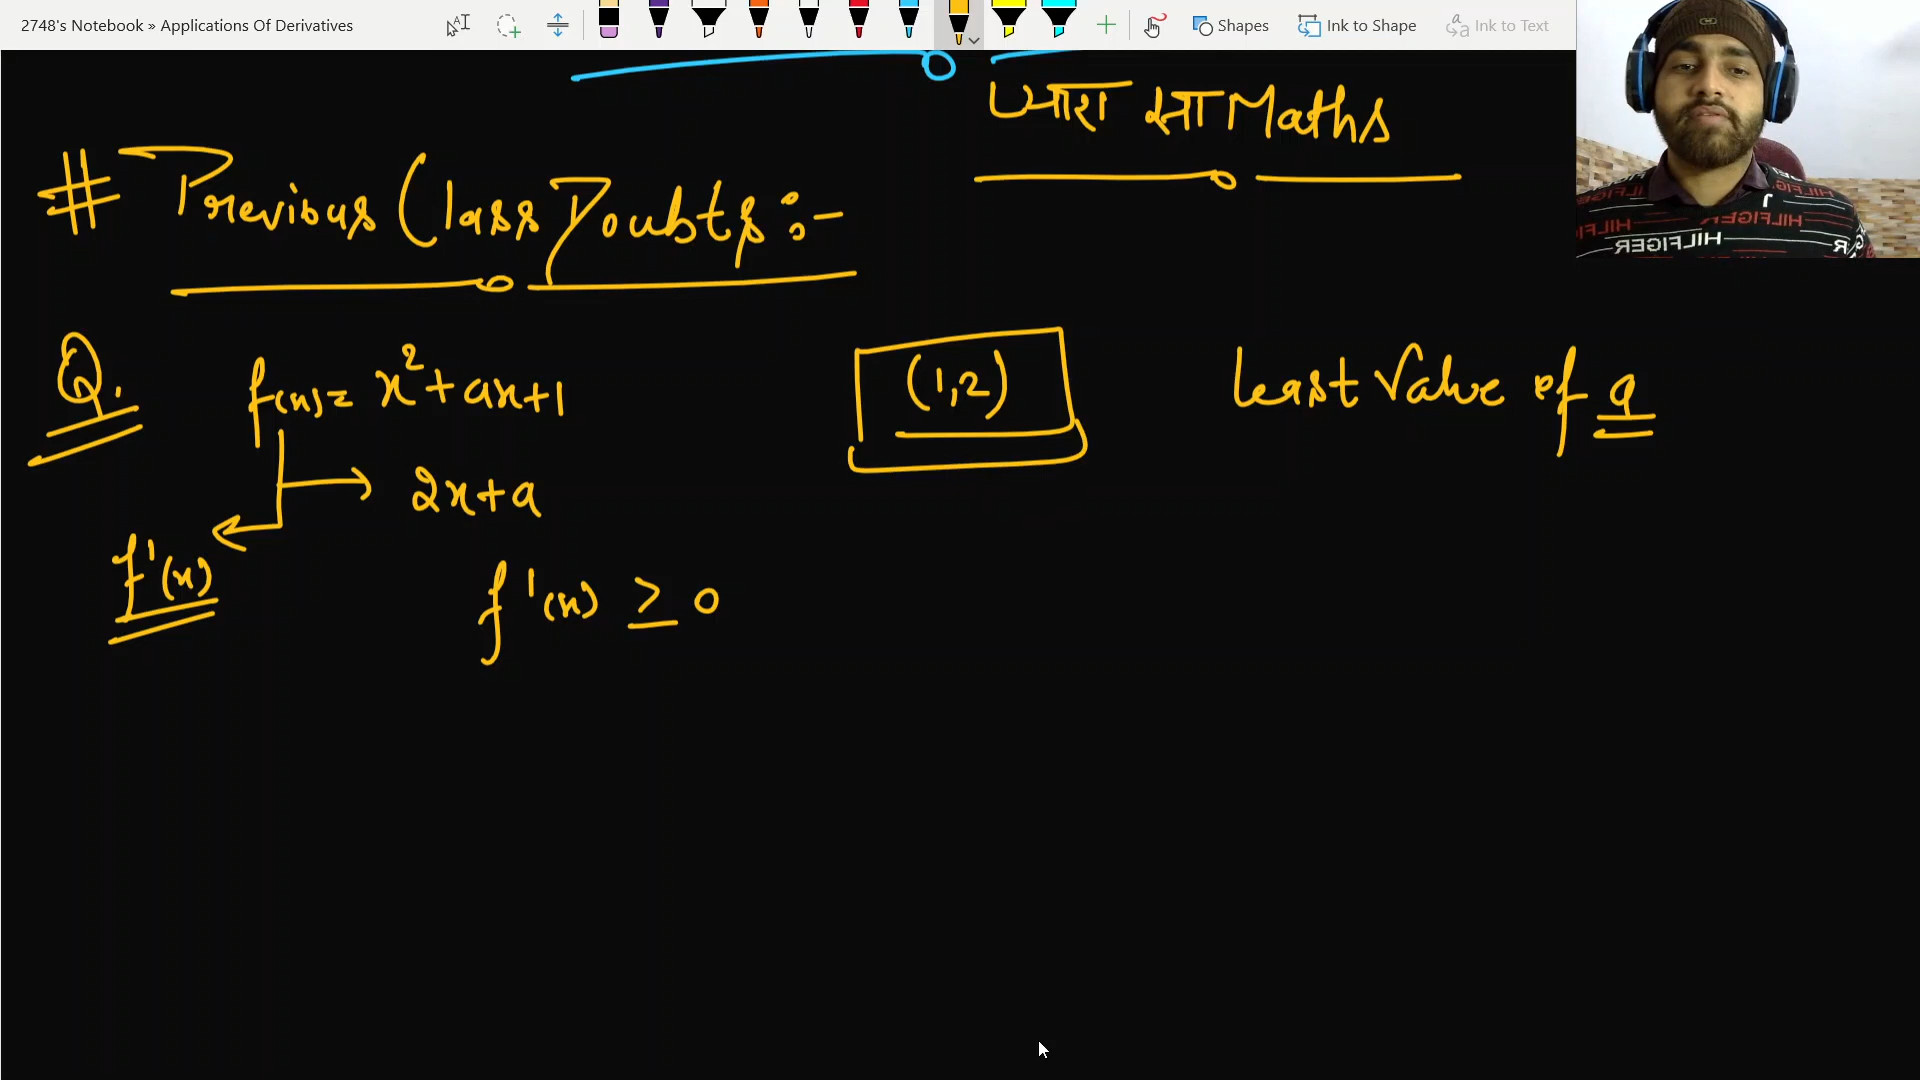 2748's Notebook » Applications Of Derivatives
Shapes
Ink to Shape
Ink to Text
प्यारा सा Maths
# Previous Class Doubts :-
HILFIGER
Q. f(x) = x² + ax + 1 (1,2) least Value of a
2x + a
f'(x)
f'(x) ≥ 0